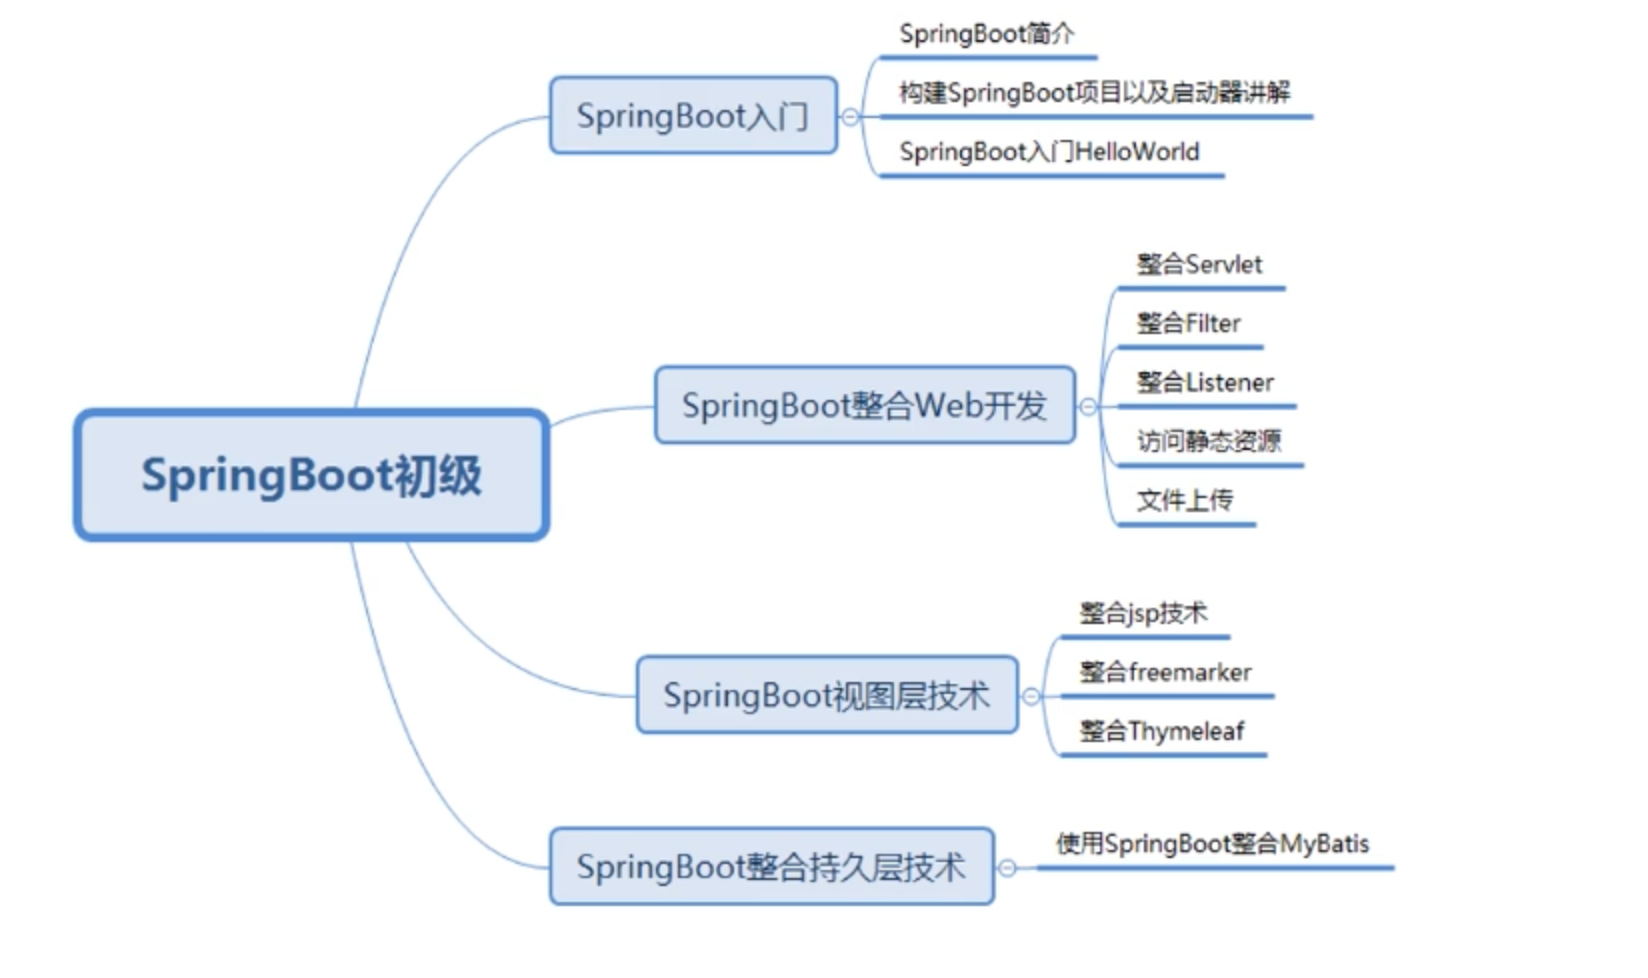 SpringBoot初级
SpringBoot入门
SpringBoot简介
构建SpringBoot项目以及启动器讲解
SpringBoot入门HelloWorld
SpringBoot整合Web开发
整合Servlet
整合Filter
整合Listener
访问静态资源
文件上传
SpringBoot视图层技术
整合jsp技术
整合freemarker
整合Thymeleaf
SpringBoot整合持久层技术
使用SpringBoot整合MyBatis